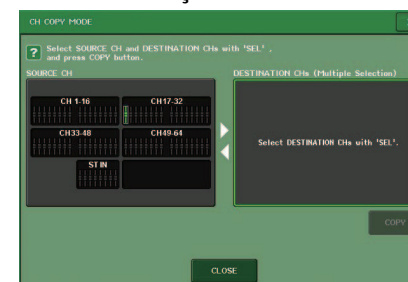 CH COPY MODE
? Select SOURCE CH and DESTINATION CHs with 'SEL' ,
and press COPY button.
SOURCE CH
DESTINATION CHs (Multiple Selection)
CH 1-16
CH17-32
CH33-48
CH49-64
ST IN
Select DESTINATION CHs with 'SEL'.
COPY
CLOSE